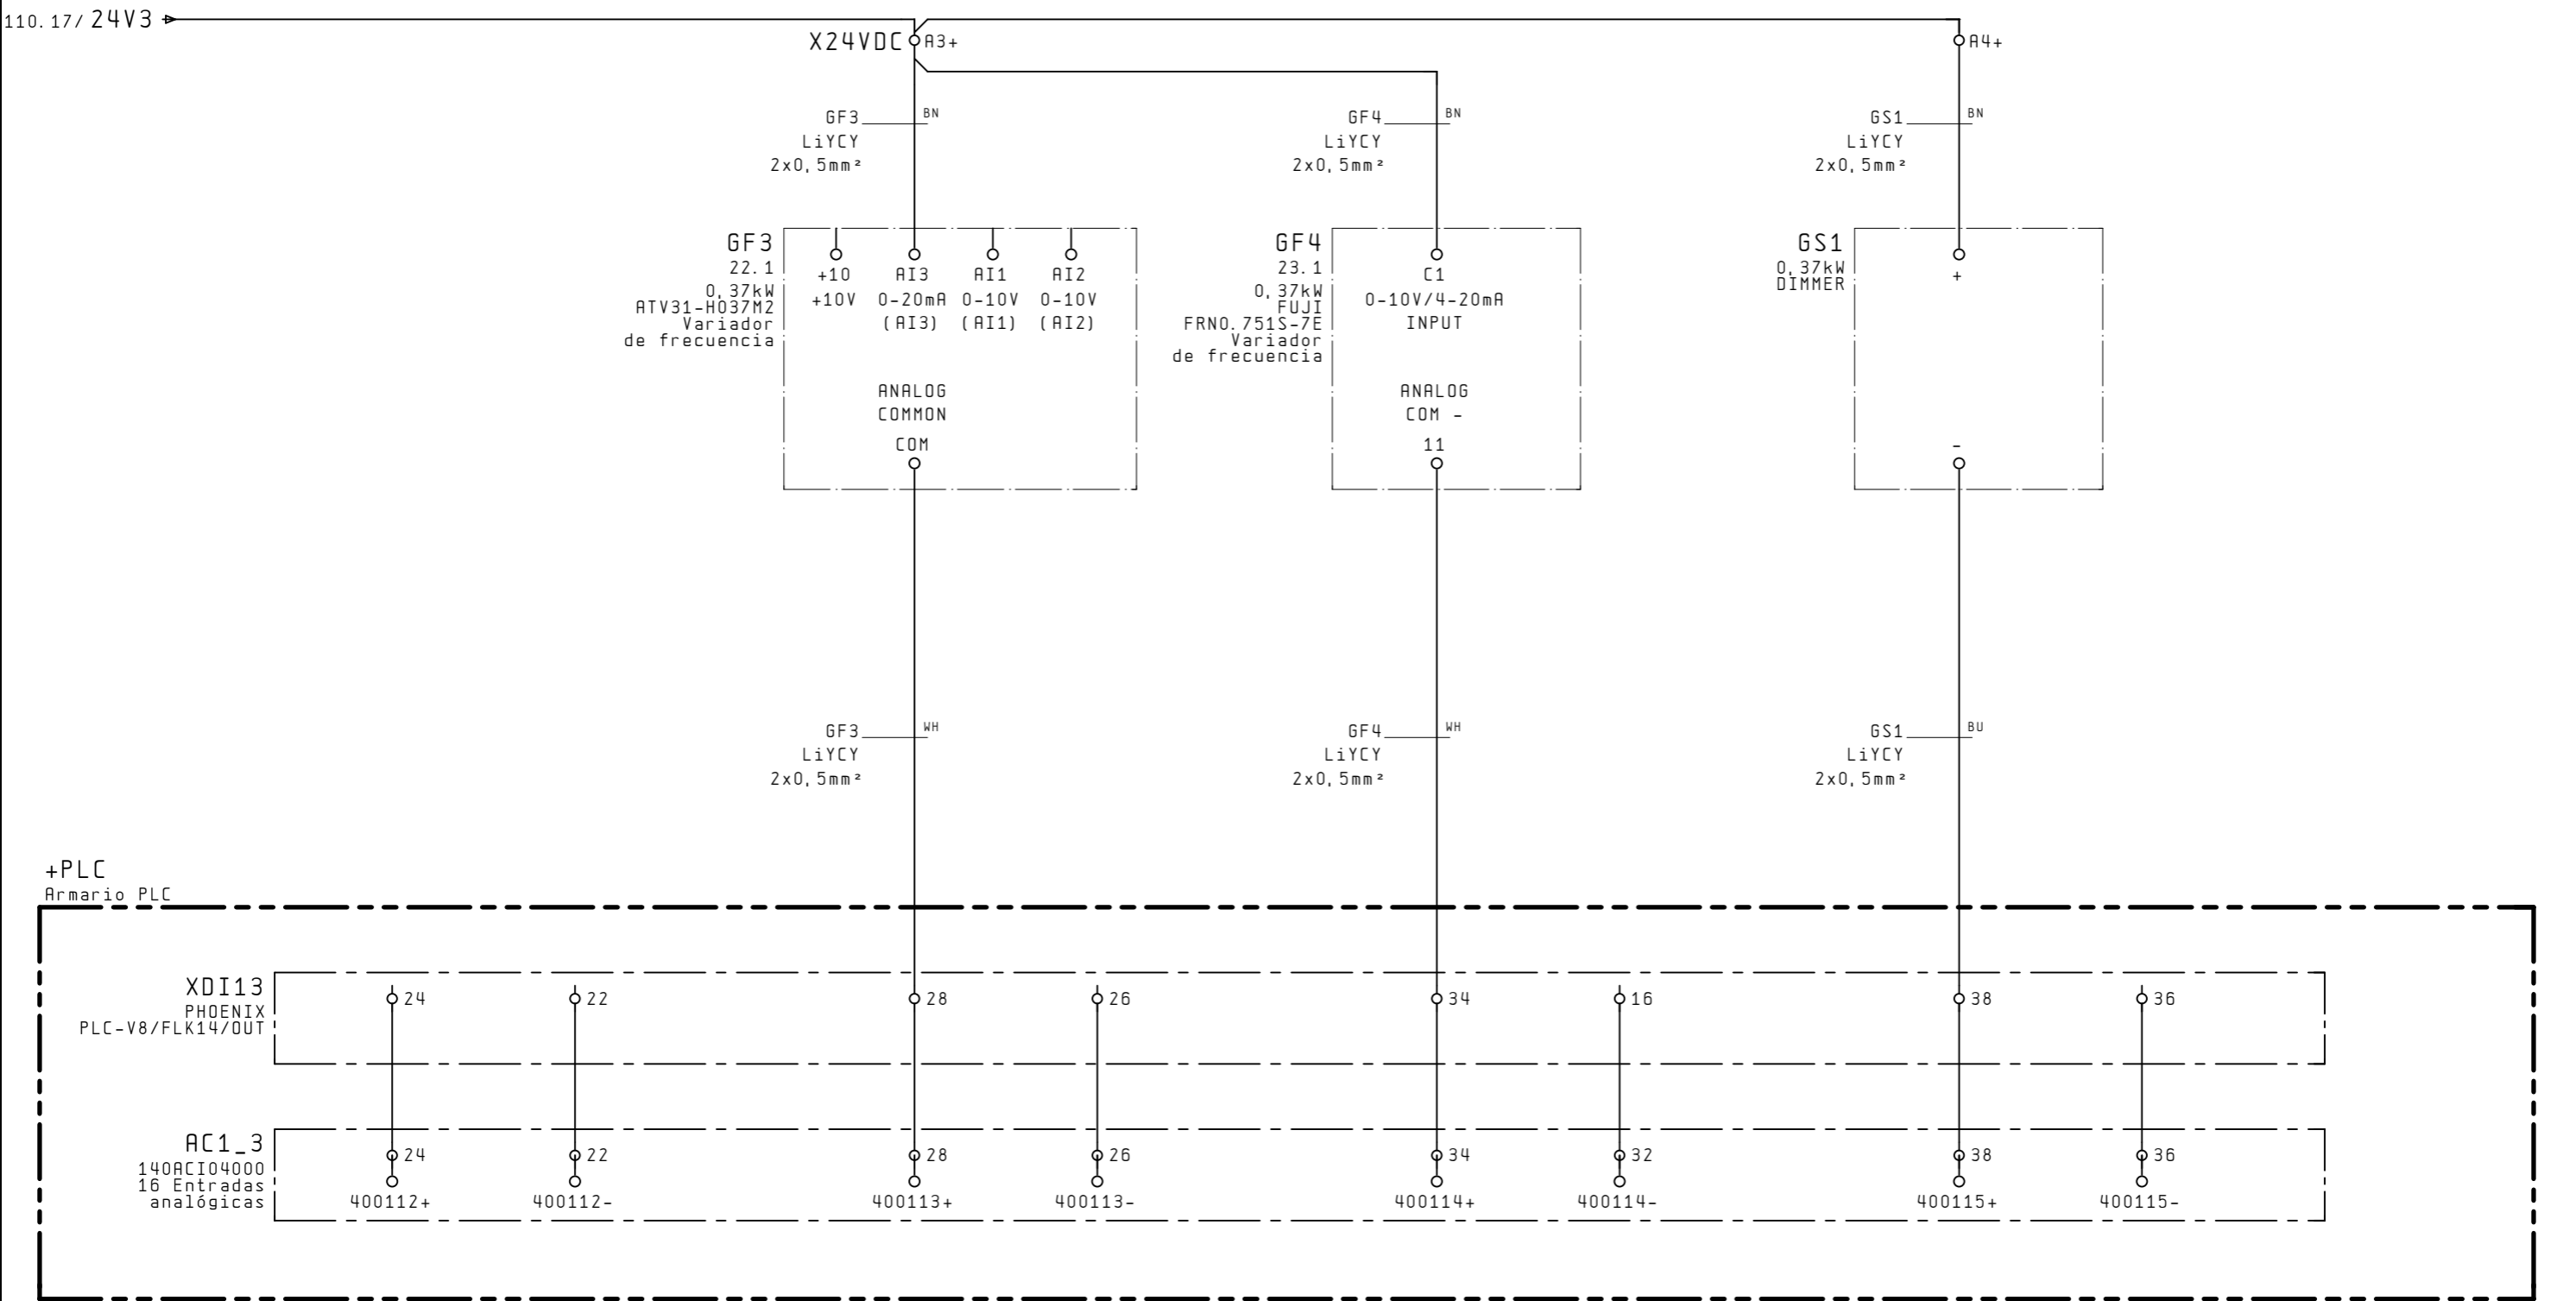 110.17/ 24V3
X24VDC A3+
A4+
GF3 BN
LiYCY
2x0,5mm²
GF4 BN
LiYCY
2x0,5mm²
GS1 BN
LiYCY
2x0,5mm²
GF3
22.1
0,37kW
ATV31-H037M2
Variador
de frecuencia
+10 AI3 AI1 AI2
+10V 0-20mA 0-10V 0-10V
(AI3) (AI1) (AI2)
ANALOG
COMMON
COM
GF4
23.1
0,37kW
FUJI
FRN0.751S-7E
Variador
de frecuencia
C1
0-10V/4-20mA
INPUT
ANALOG
COM -
11
GS1
0,37kW
DIMMER
+
-
GF3 WH
LiYCY
2x0,5mm²
GF4 WH
LiYCY
2x0,5mm²
GS1 BU
LiYCY
2x0,5mm²
+PLC
Armario PLC
XDI13
PHOENIX
PLC-V8/FLK14/OUT
24 22 28 26 34 16 38 36
AC1_3
140ACI04000
16 Entradas
analógicas
24 22 28 26 34 32 38 36
400112+ 400112- 400113+ 400113- 400114+ 400114- 400115+ 400115-